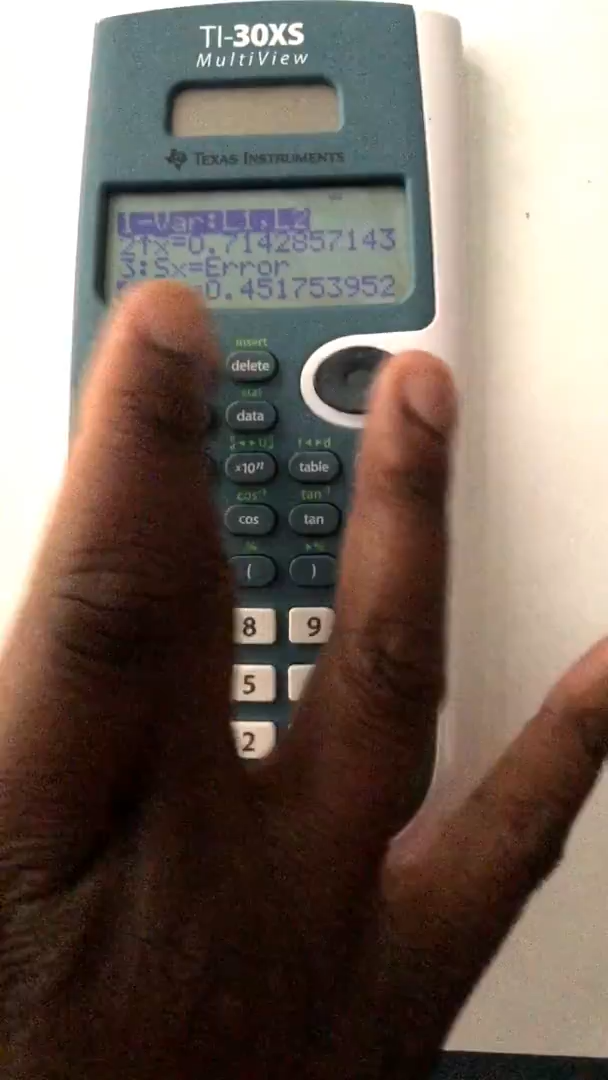 TI-30XS
MultiView
TEXAS INSTRUMENTS
1-Var:L1,L2
x̄=0.7142857143
3:Sx=Error
0.451753952
insert
delete
stat
data
f◄►d
x10ⁿ
table
cos⁻¹
tan⁻¹
cos
tan
%
►%
(
)
8
9
5
2